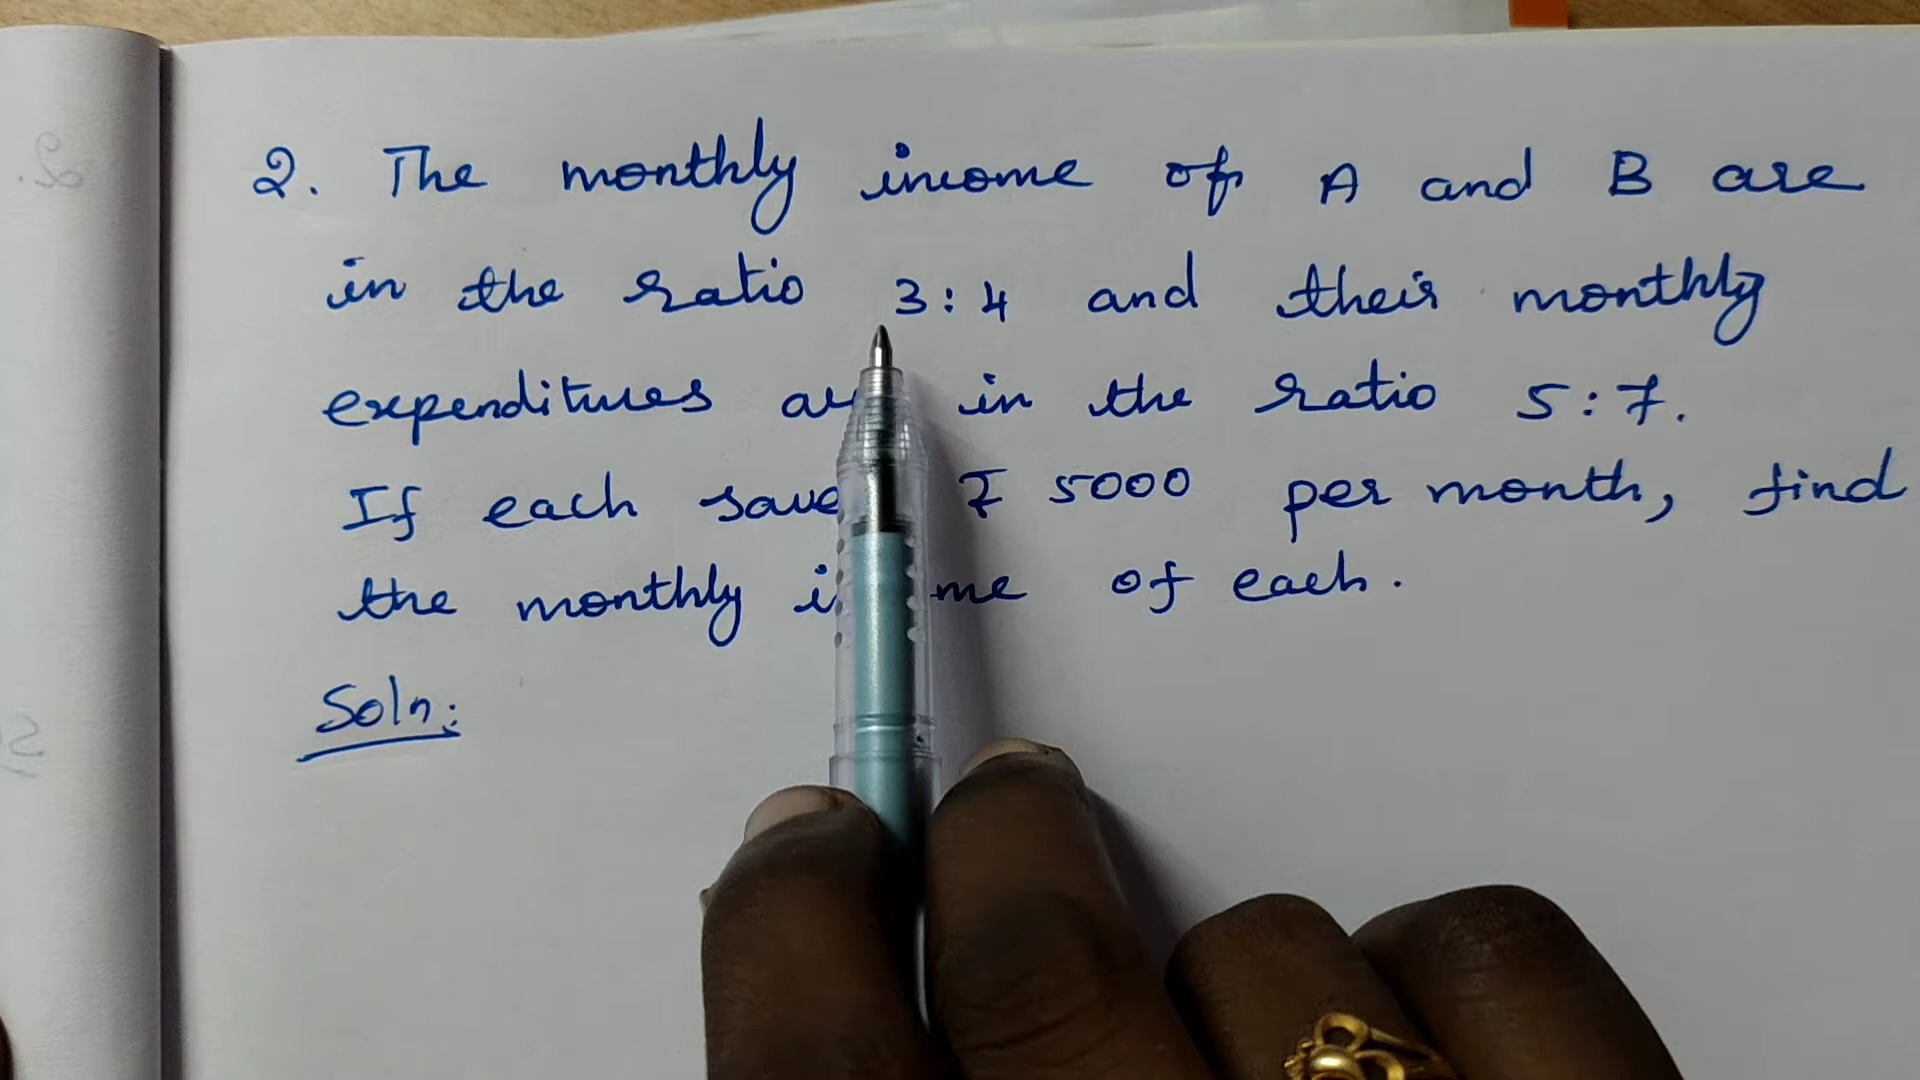 2. The monthly income of A and B are
in the ratio 3:4 and their monthly
expenditures in the ratio 5:7.
If each save ₹ 5000 per month, find
the monthly of each.
Soln: